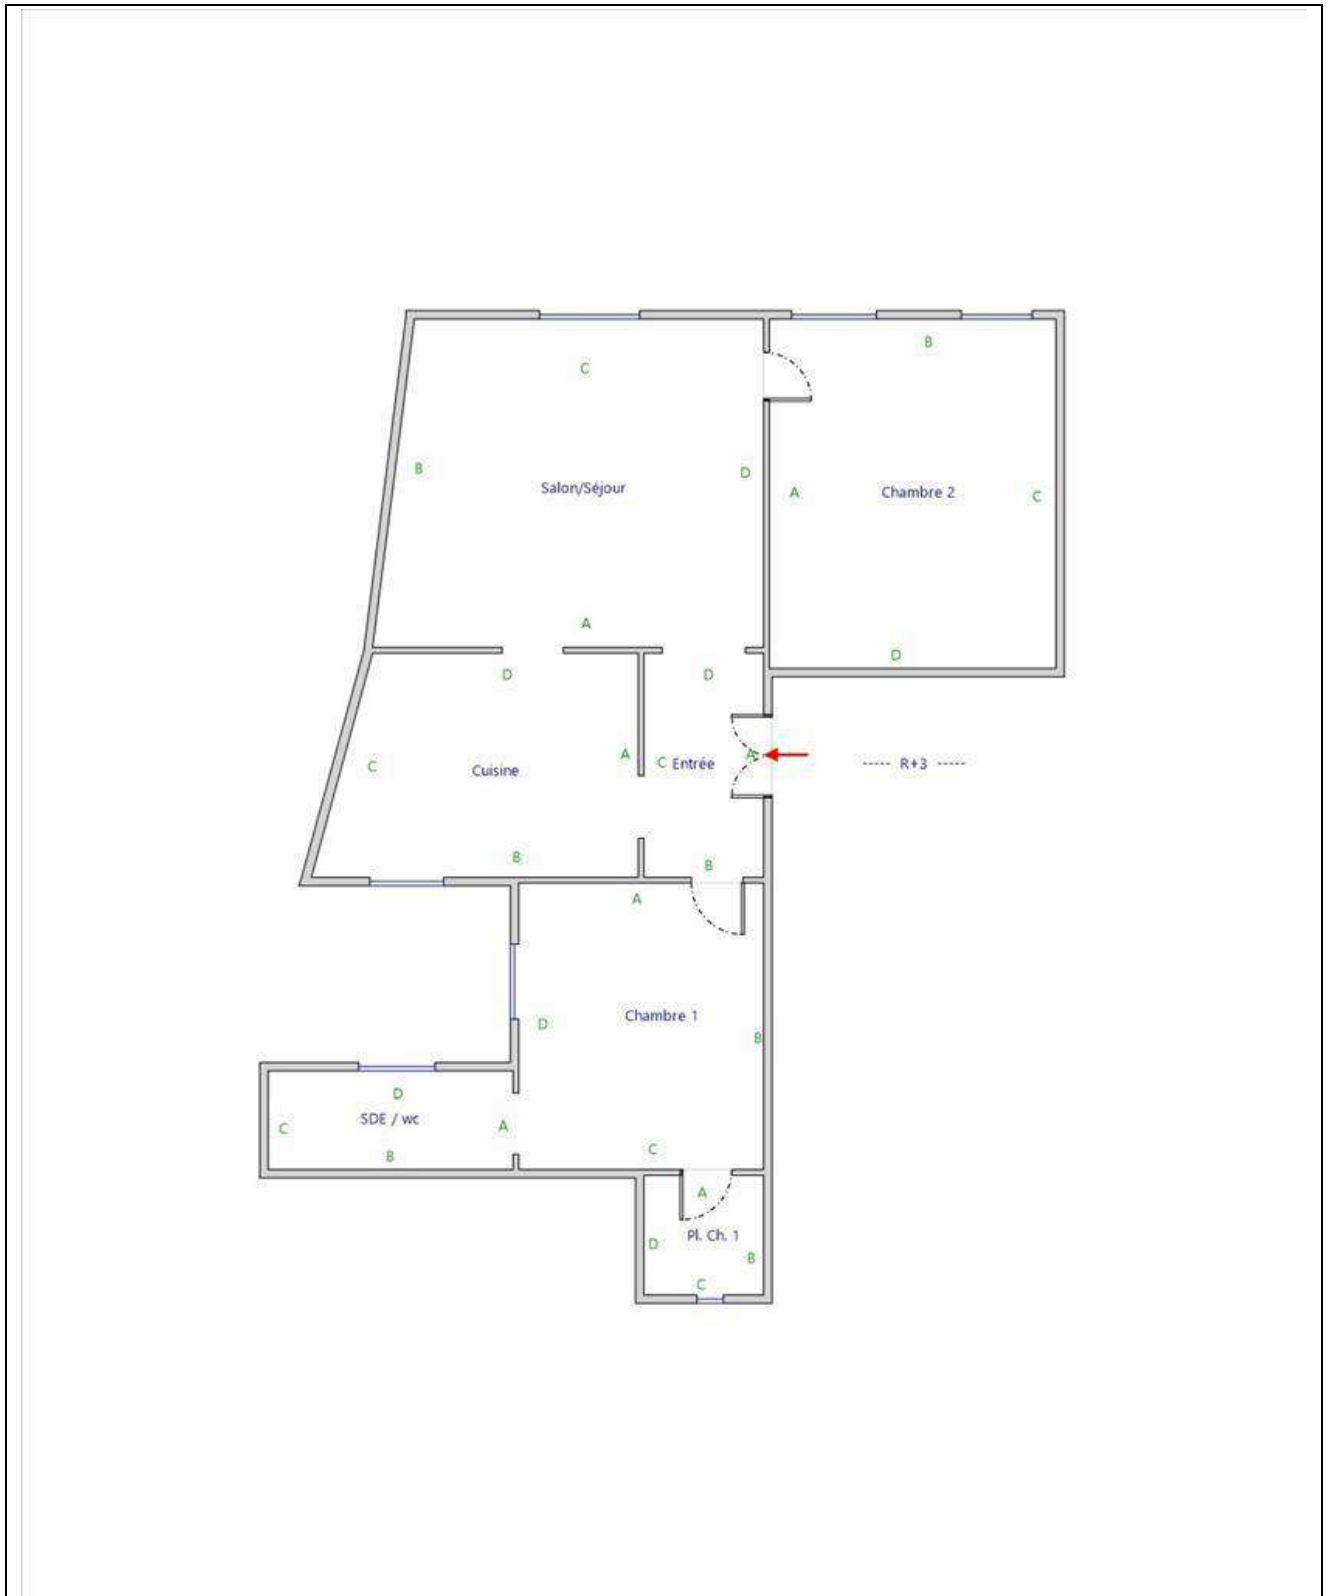 B
C
B
D
Salon/Séjour
A
Chambre 2
C
A
D
D
D
A
C
Entrée
A
C
Cuisine
----- R+3 -----
B
B
A
Chambre 1
D
B
D
SDE / wc
C
A
B
C
A
Pl. Ch. 1
D
B
C